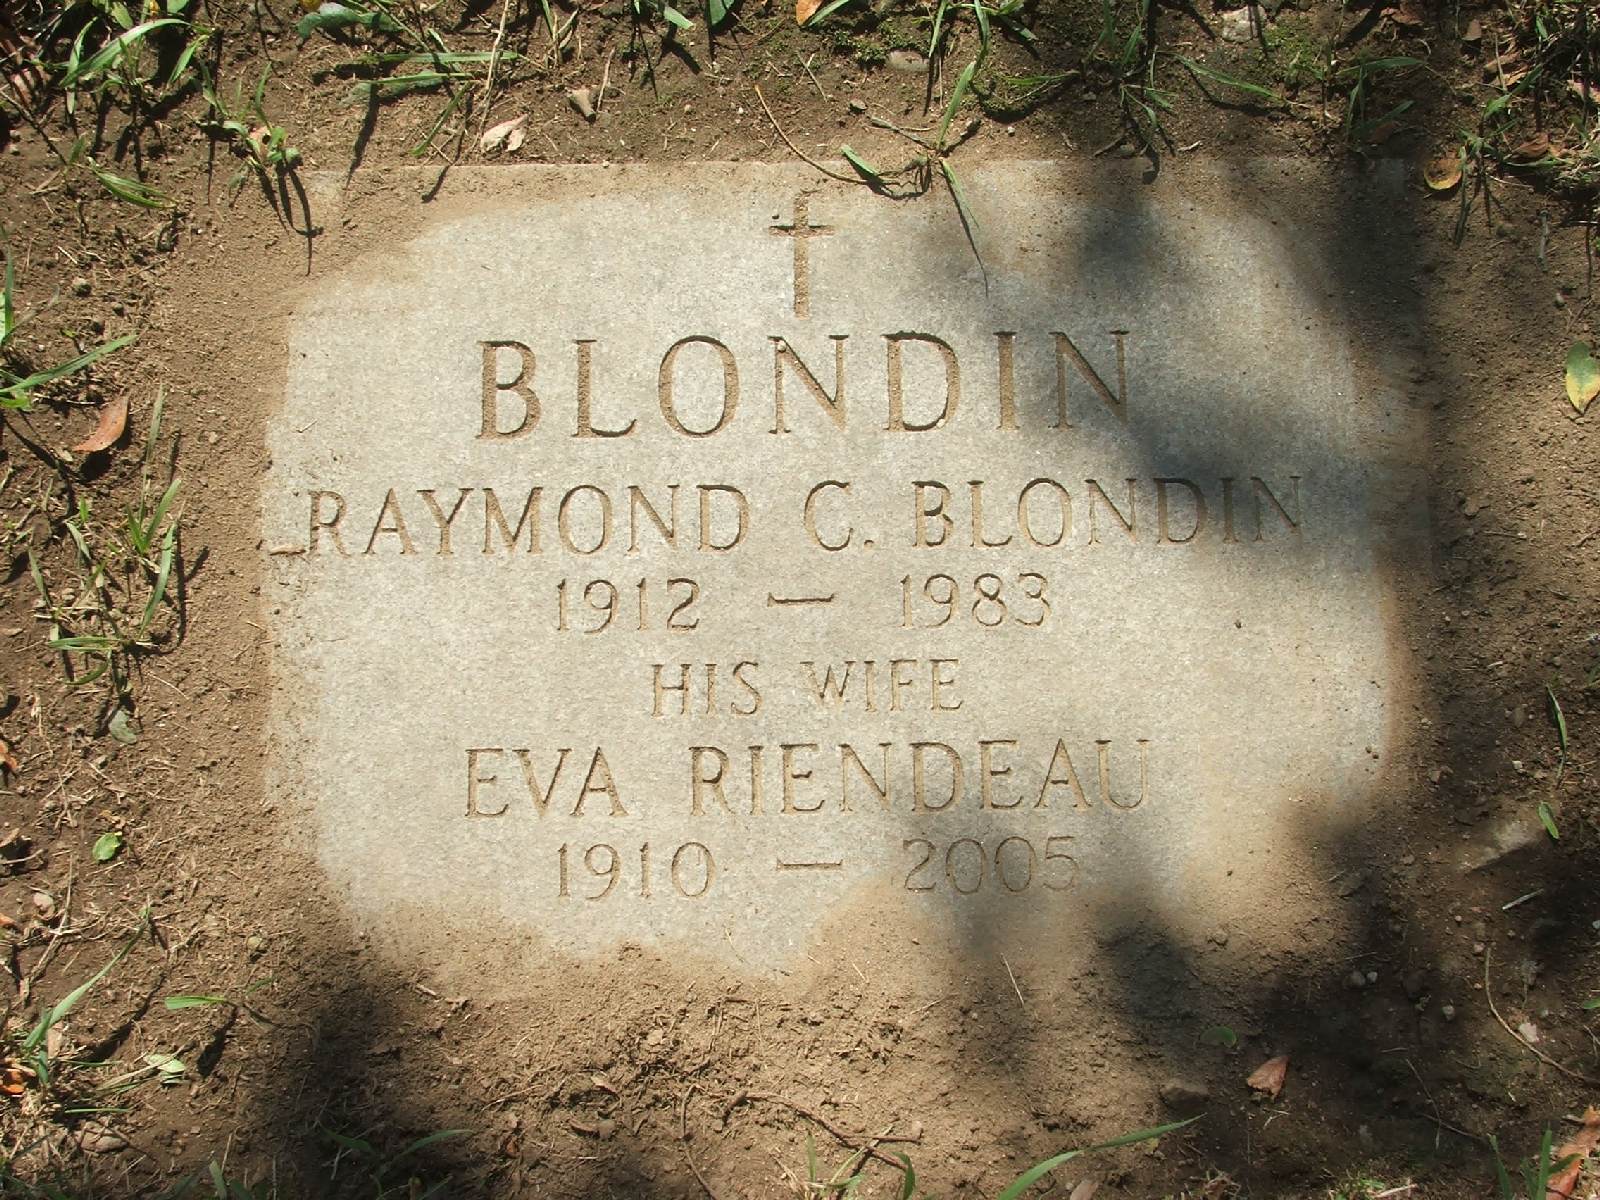 BLONDIN
RAYMOND C. BLONDIN
1912 — 1983
HIS WIFE
EVA RIENDEAU
1910 — 2005